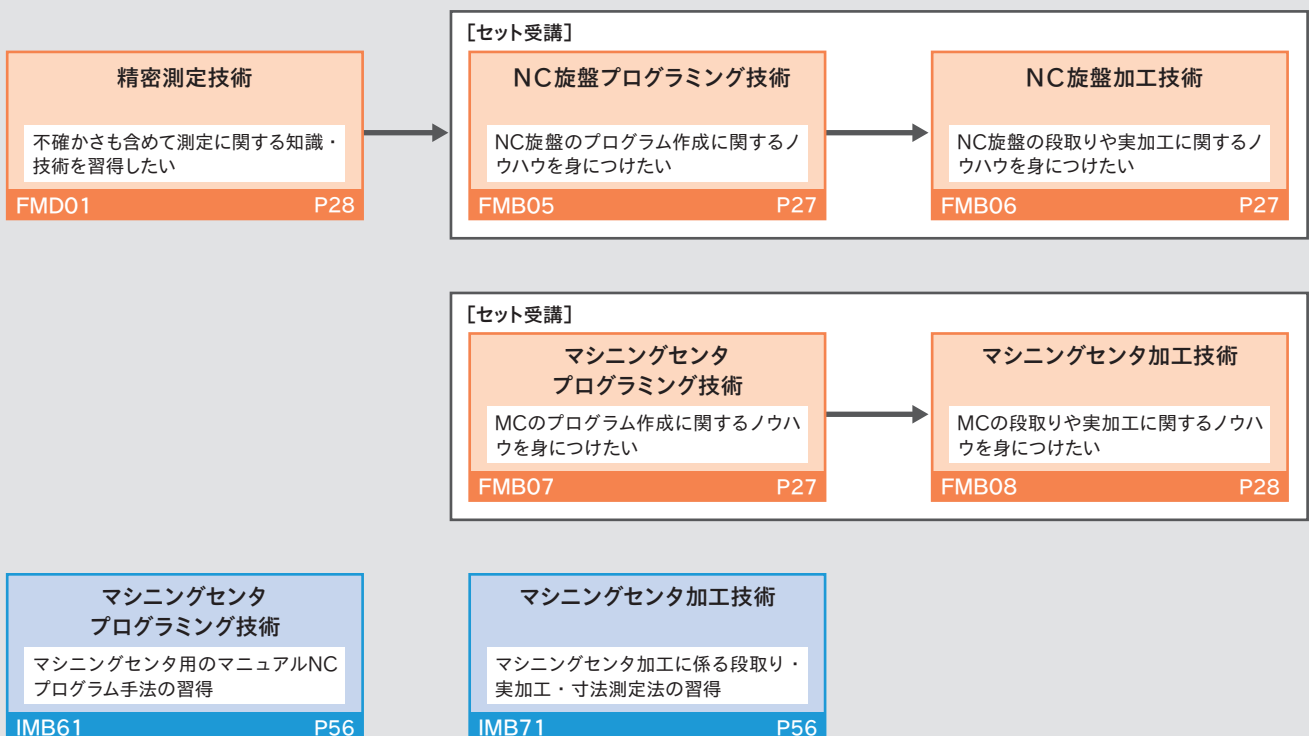 [セット受講]
精密測定技術
不確かさも含めて測定に関する知識・
技術を習得したい
FMD01 P28
NC旋盤プログラミング技術
NC旋盤のプログラム作成に関するノ
ウハウを身につけたい
FMB05 P27
NC旋盤加工技術
NC旋盤の段取りや実加工に関するノ
ウハウを身につけたい
FMB06 P27
[セット受講]
マシニングセンタ
プログラミング技術
MCのプログラム作成に関するノウハ
ウを身につけたい
FMB07 P27
マシニングセンタ加工技術
MCの段取りや実加工に関するノウハ
ウを身につけたい
FMB08 P28
マシニングセンタ
プログラミング技術
マシニングセンタ用のマニュアルNC
プログラム手法の習得
IMB61 P56
マシニングセンタ加工技術
マシニングセンタ加工に係る段取り・
実加工・寸法測定法の習得
IMB71 P56